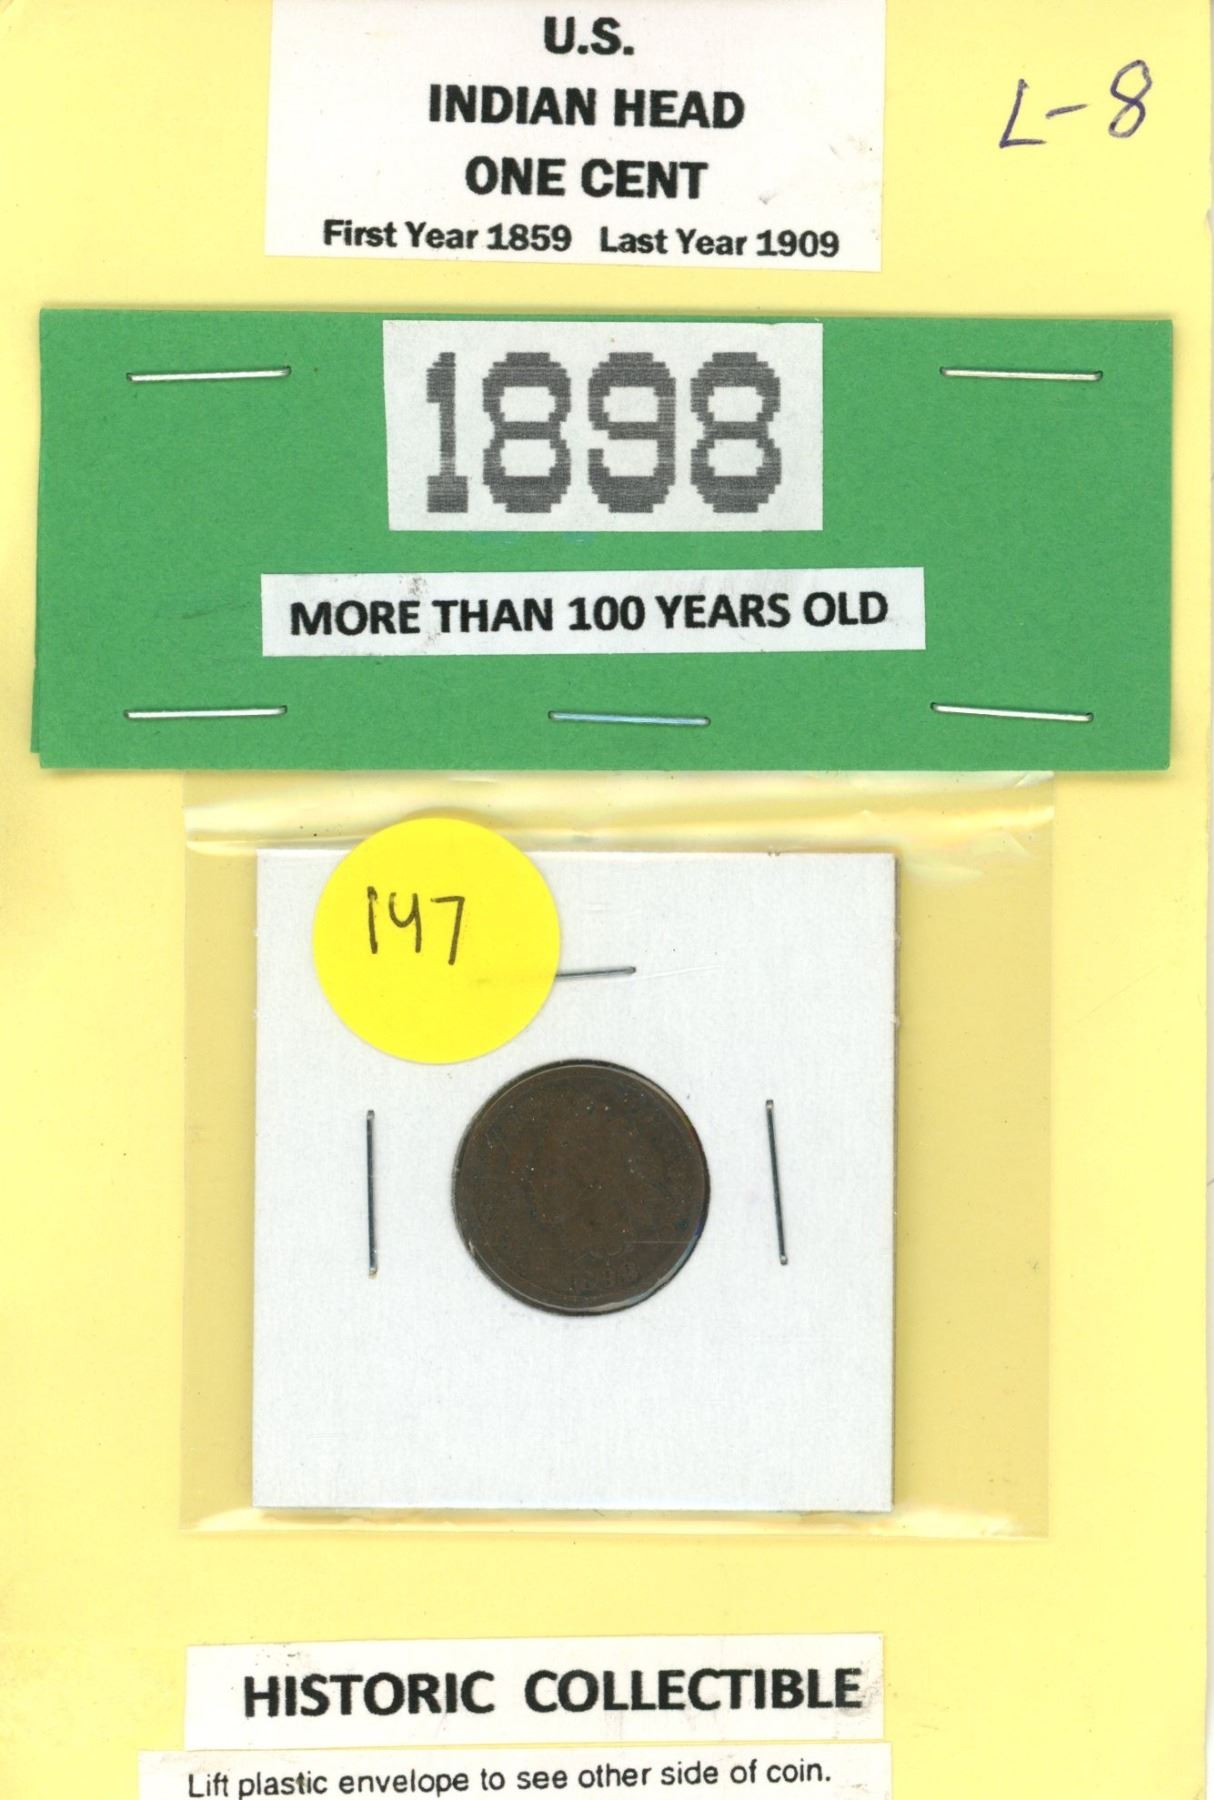 U.S.
INDIAN HEAD
ONE CENT
First Year 1859 Last Year 1909
L-8
1898
MORE THAN 100 YEARS OLD
147
HISTORIC COLLECTIBLE
Lift plastic envelope to see other side of coin.